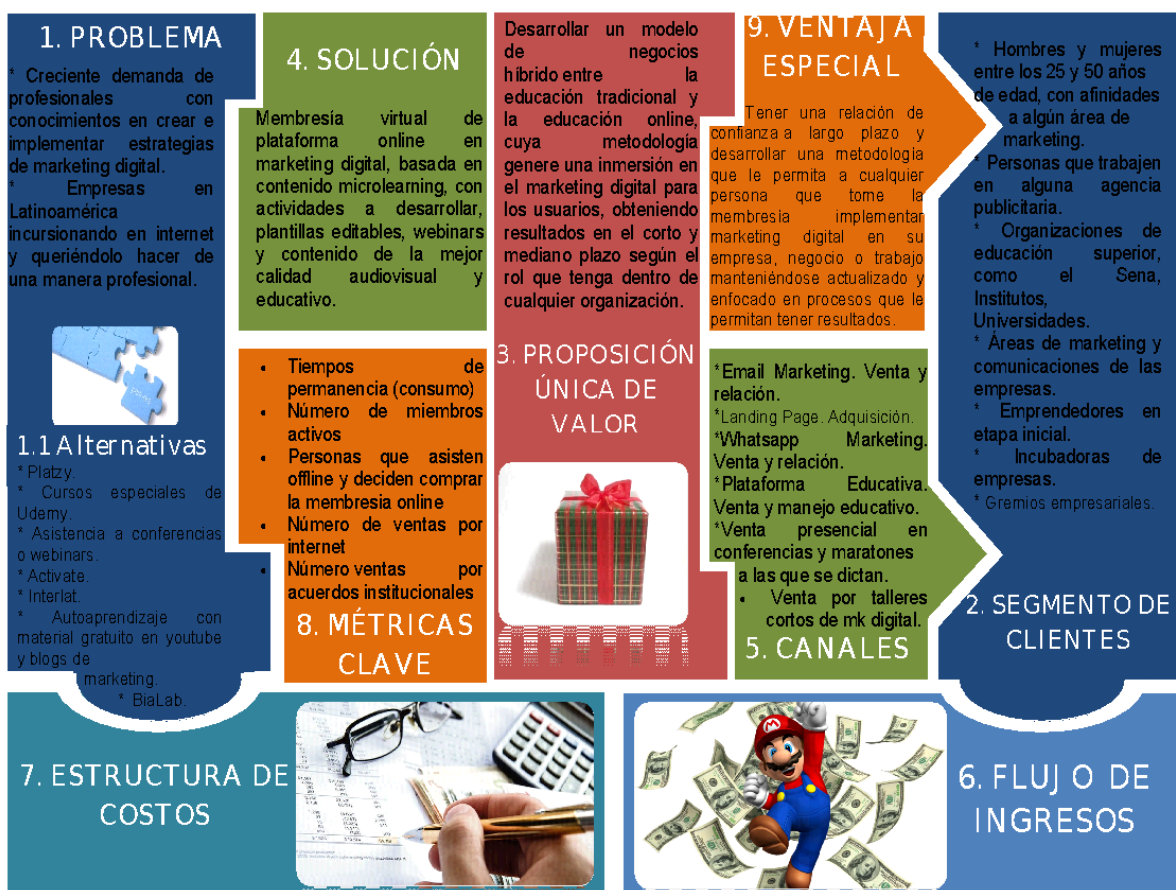 1. PROBLEMA
* Creciente demanda de
profesionales con
conocimientos en crear e
implementar estrategias
de marketing digital.
* Empresas en
Latinoamérica
incursionando en internet
y queriéndolo hacer de
una manera profesional.
1.1 Alternativas
* Platzy.
* Cursos especiales de
Udemy.
* Asistencia a conferencias
o webinars.
* Activate.
* Interlat.
* Autoaprendizaje con
material gratuito en youtube
y blogs de
marketing.
* BiaLab.
4. SOLUCIÓN
Membresía virtual de
plataforma online en
marketing digital, basada en
contenido microlearning, con
actividades a desarrollar,
plantillas editables, webinars
y contenido de la mejor
calidad audiovisual y
educativo.
• Tiempos de
permanencia (consumo)
• Número de miembros
activos
• Personas que asisten
offline y deciden comprar
la membresia online
• Número de ventas por
internet
• Número ventas por
acuerdos institucionales
8. MÉTRICAS
CLAVE
Desarrollar un modelo
de negocios
híbrido entre la
educación tradicional y
la educación online,
cuya metodología
genere una inmersión en
el marketing digital para
los usuarios, obteniendo
resultados en el corto y
mediano plazo según el
rol que tenga dentro de
cualquier organización.
3. PROPOSICIÓN
ÚNICA DE
VALOR
9. VENTAJA
ESPECIAL
Tener una relación de
confianza a largo plazo y
desarrollar una metodología
que le permita a cualquier
persona que tome la
membresía implementar
marketing digital en su
empresa, negocio o trabajo
manteniéndose actualizado y
enfocado en procesos que le
permitan tener resultados.
*Email Marketing. Venta y
relación.
*Landing Page. Adquisición.
*Whatsapp Marketing.
Venta y relación.
*Plataforma Educativa.
Venta y manejo educativo.
*Venta presencial en
conferencias y maratones
a las que se dictan.
• Venta por talleres
cortos de mk digital.
5. CANALES
* Hombres y mujeres
entre los 25 y 50 años
de edad, con afinidades
a algún área de
marketing.
* Personas que trabajen
en alguna agencia
publicitaria.
* Organizaciones de
educación superior,
como el Sena,
Institutos,
Universidades.
* Áreas de marketing y
comunicaciones de las
empresas.
* Emprendedores en
etapa inicial.
* Incubadoras de
empresas.
* Gremios empresariales.
2. SEGMENTO DE
CLIENTES
7. ESTRUCTURA DE
COSTOS
6. FLUJO DE
INGRESOS